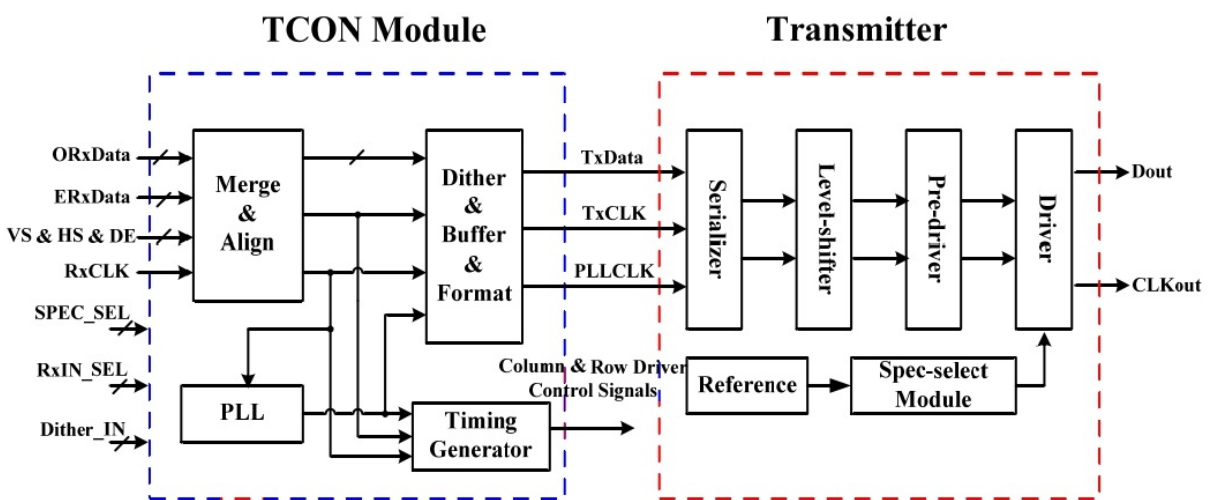 TCON Module
Transmitter
ORxData
ERxData
VS & HS & DE
RxCLK
SPEC_SEL
RxIN_SEL
Dither_IN
Merge
&
Align
Dither
&
Buffer
&
Format
PLL
Timing
Generator
TxData
TxCLK
PLLCLK
Column & Row Driver
Control Signals
Serializer
Level-shifter
Pre-driver
Driver
Reference
Spec-select
Module
Dout
CLKout